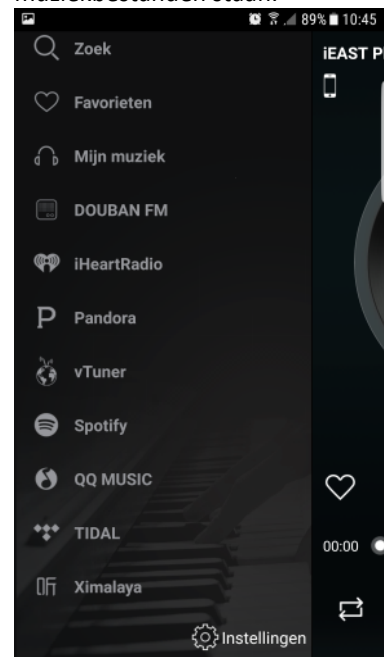 89% 10:45
Zoek
iEAST P
Favorieten
Mijn muziek
DOUBAN FM
iHeartRadio
Pandora
vTuner
Spotify
QQ MUSIC
TIDAL
00:00
Ximalaya
Instellingen